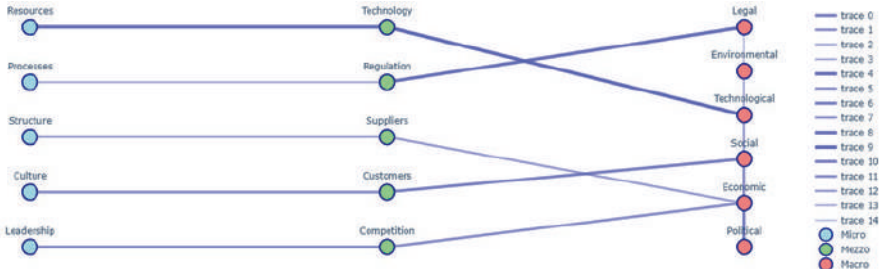 Resources
Technology
Legal
Processes
Regulation
Environmental
Technological
Structure
Suppliers
Social
Culture
Customers
Economic
Leadership
Competition
Political
trace 0
trace 1
trace 2
trace 3
trace 4
trace 5
trace 6
trace 7
trace 8
trace 9
trace 10
trace 11
trace 12
trace 13
trace 14
Micro
Mezzo
Macro